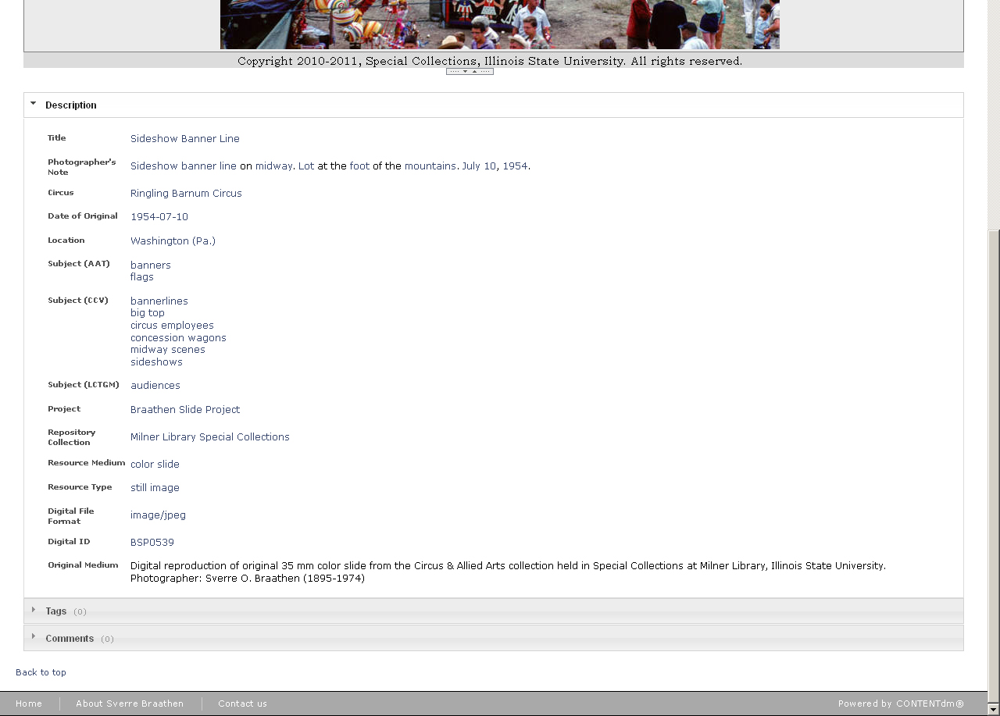 Copyright 2010-2011, Special Collections, Illinois State University. All rights reserved.
Description
Title Sideshow Banner Line
Photographer's Note Sideshow banner line on midway. Lot at the foot of the mountains. July 10, 1954.
Circus Ringling Barnum Circus
Date of Original 1954-07-10
Location Washington (Pa.)
Subject (AAT) banners
flags
Subject (CCV) bannerlines
big top
circus employees
concession wagons
midway scenes
sideshows
Subject (LCTGM) audiences
Project Braathen Slide Project
Repository Collection Milner Library Special Collections
Resource Medium color slide
Resource Type still image
Digital File Format image/jpeg
Digital ID BSP0539
Original Medium Digital reproduction of original 35 mm color slide from the Circus & Allied Arts collection held in Special Collections at Milner Library, Illinois State University.
Photographer: Sverre O. Braathen (1895-1974)
Tags (0)
Comments (0)
Back to top
Home About Sverre Braathen Contact us Powered by CONTENTdm®